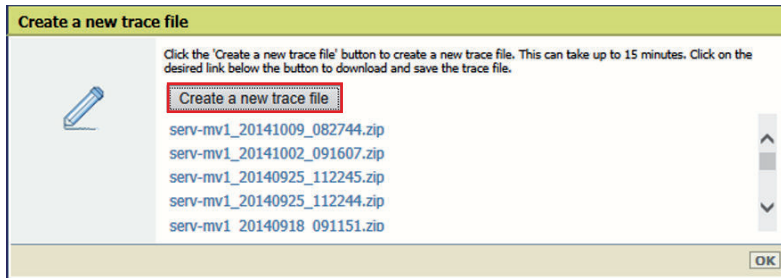 Create a new trace file
Click the 'Create a new trace file' button to create a new trace file. This can take up to 15 minutes. Click on the
desired link below the button to download and save the trace file.
Create a new trace file
serv-mv1_20141009_082744.zip
serv-mv1_20141002_091607.zip
serv-mv1_20140925_112245.zip
serv-mv1_20140925_112244.zip
serv-mv1_20140918_091151.zip
OK